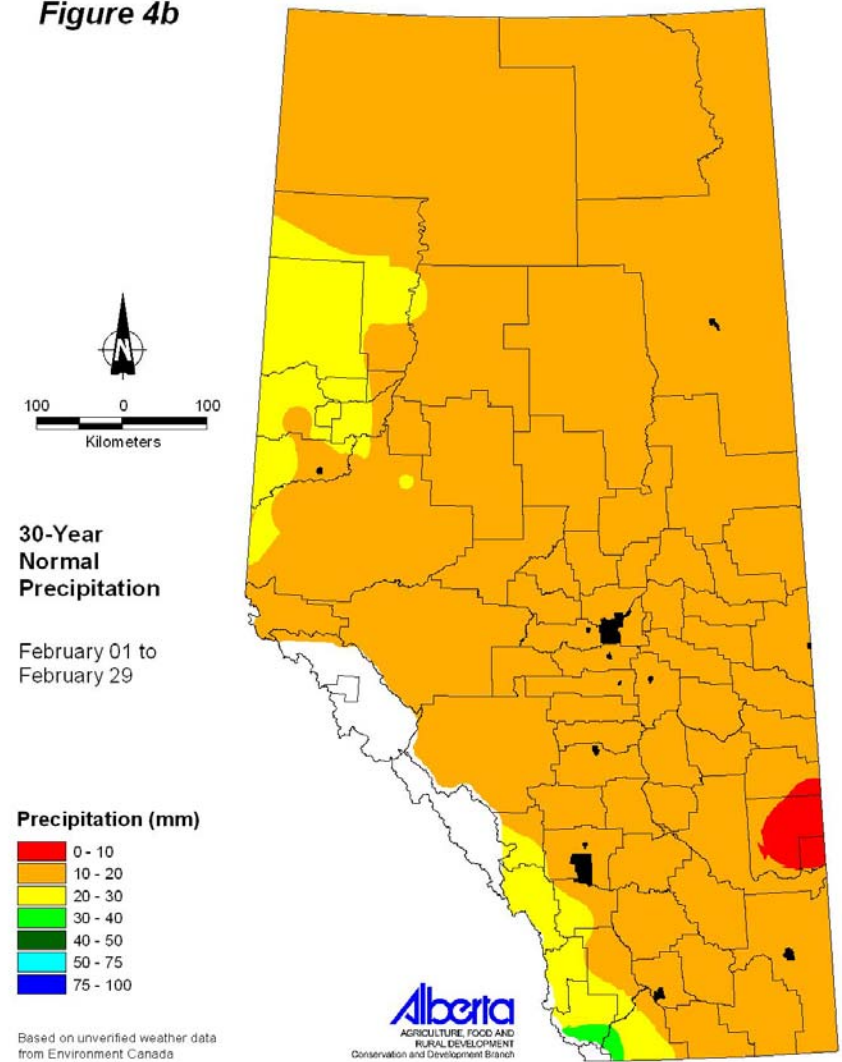 Figure 4b
N
100 0 100
Kilometers
30-Year
Normal
Precipitation
February 01 to
February 29
Precipitation (mm)
0 - 10
10 - 20
20 - 30
30 - 40
40 - 50
50 - 75
75 - 100
Based on unverified weather data
from Environment Canada
Alberta
AGRICULTURE, FOOD AND
RURAL DEVELOPMENT
Conservation and Development Branch